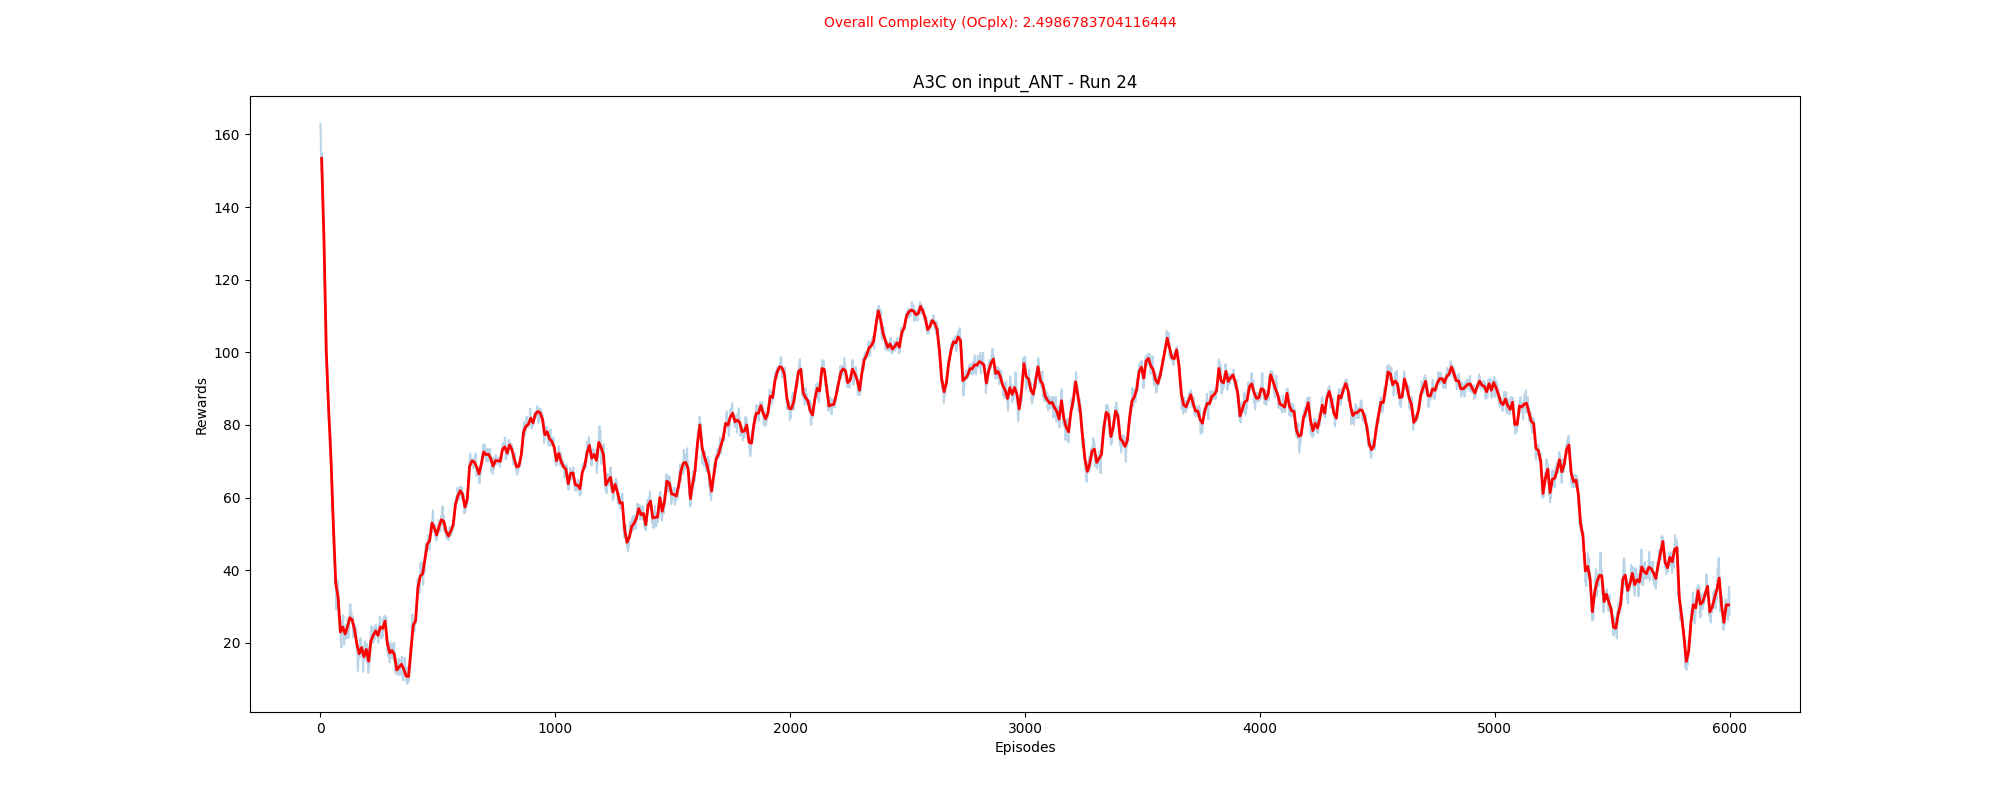 Overall Complexity (OCplx): 2.4986783704116444
A3C on input_ANT - Run 24
Rewards
160
140
120
100
80
60
40
20
0 1000 2000 3000 4000 5000 6000
Episodes